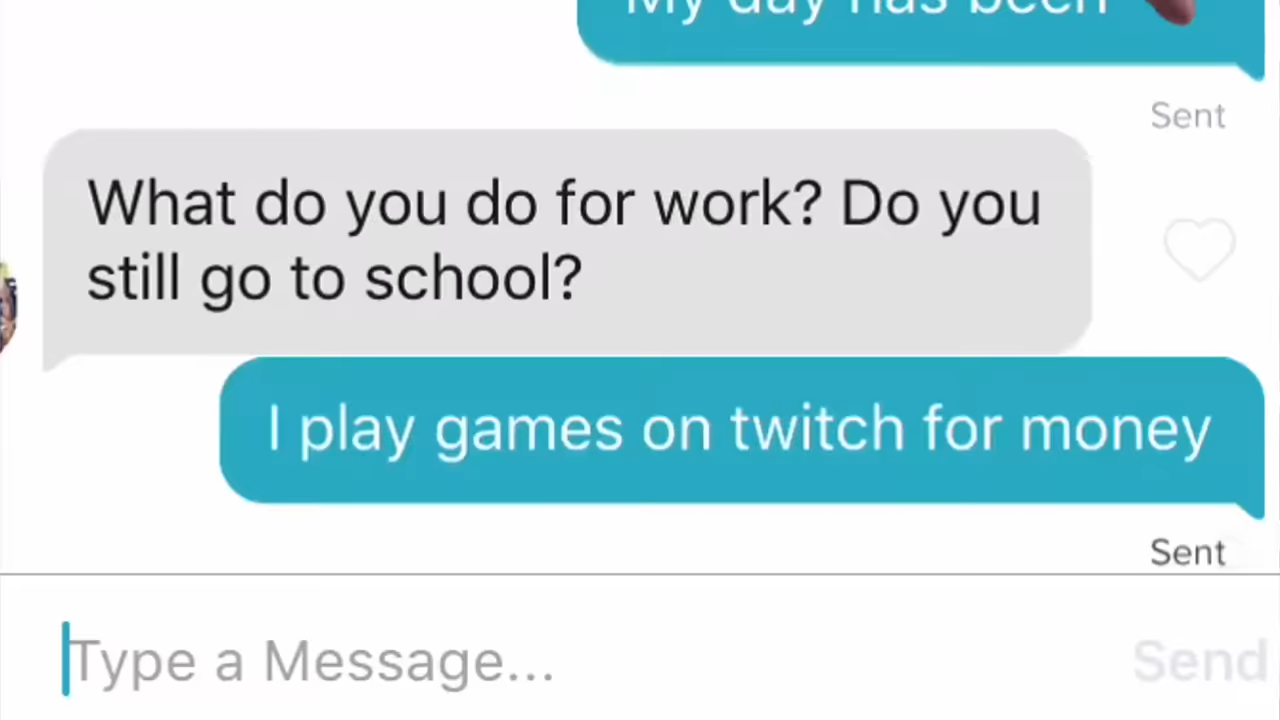 My day has been
Sent
What do you do for work? Do you
still go to school?
I play games on twitch for money
Sent
Type a Message...
Send